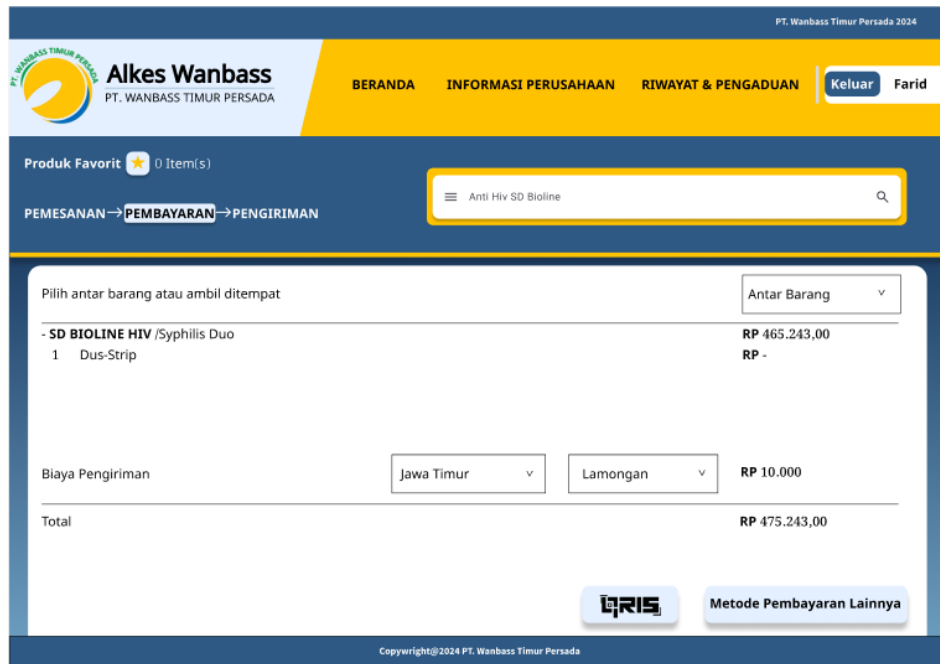 PT. Wanbass Timur Persada 2024
PT. WANBASS TIMUR PERSADA
Alkes Wanbass
PT. WANBASS TIMUR PERSADA
BERANDA INFORMASI PERUSAHAAN RIWAYAT & PENGADUAN Keluar Farid
Produk Favorit 0 Item(s)
Anti Hiv SD Bioline
PEMESANAN→PEMBAYARAN→PENGIRIMAN
Pilih antar barang atau ambil ditempat Antar Barang
- SD BIOLINE HIV /Syphilis Duo RP 465.243,00
1 Dus-Strip RP -
Biaya Pengiriman Jawa Timur Lamongan RP 10.000
Total RP 475.243,00
QRIS Metode Pembayaran Lainnya
Copywright@2024 PT. Wanbass Timur Persada